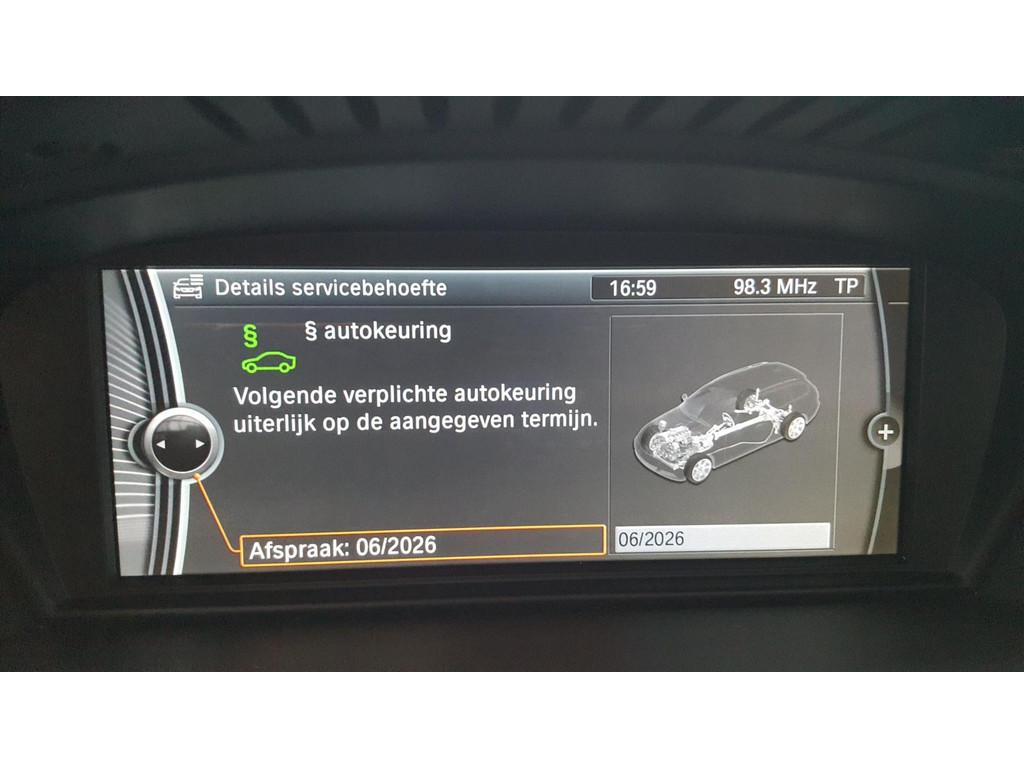 Details servicebehoefte
16:59 98.3 MHz TP
§ § autokeuring
Volgende verplichte autokeuring
uiterlijk op de aangegeven termijn.
Afspraak: 06/2026
06/2026